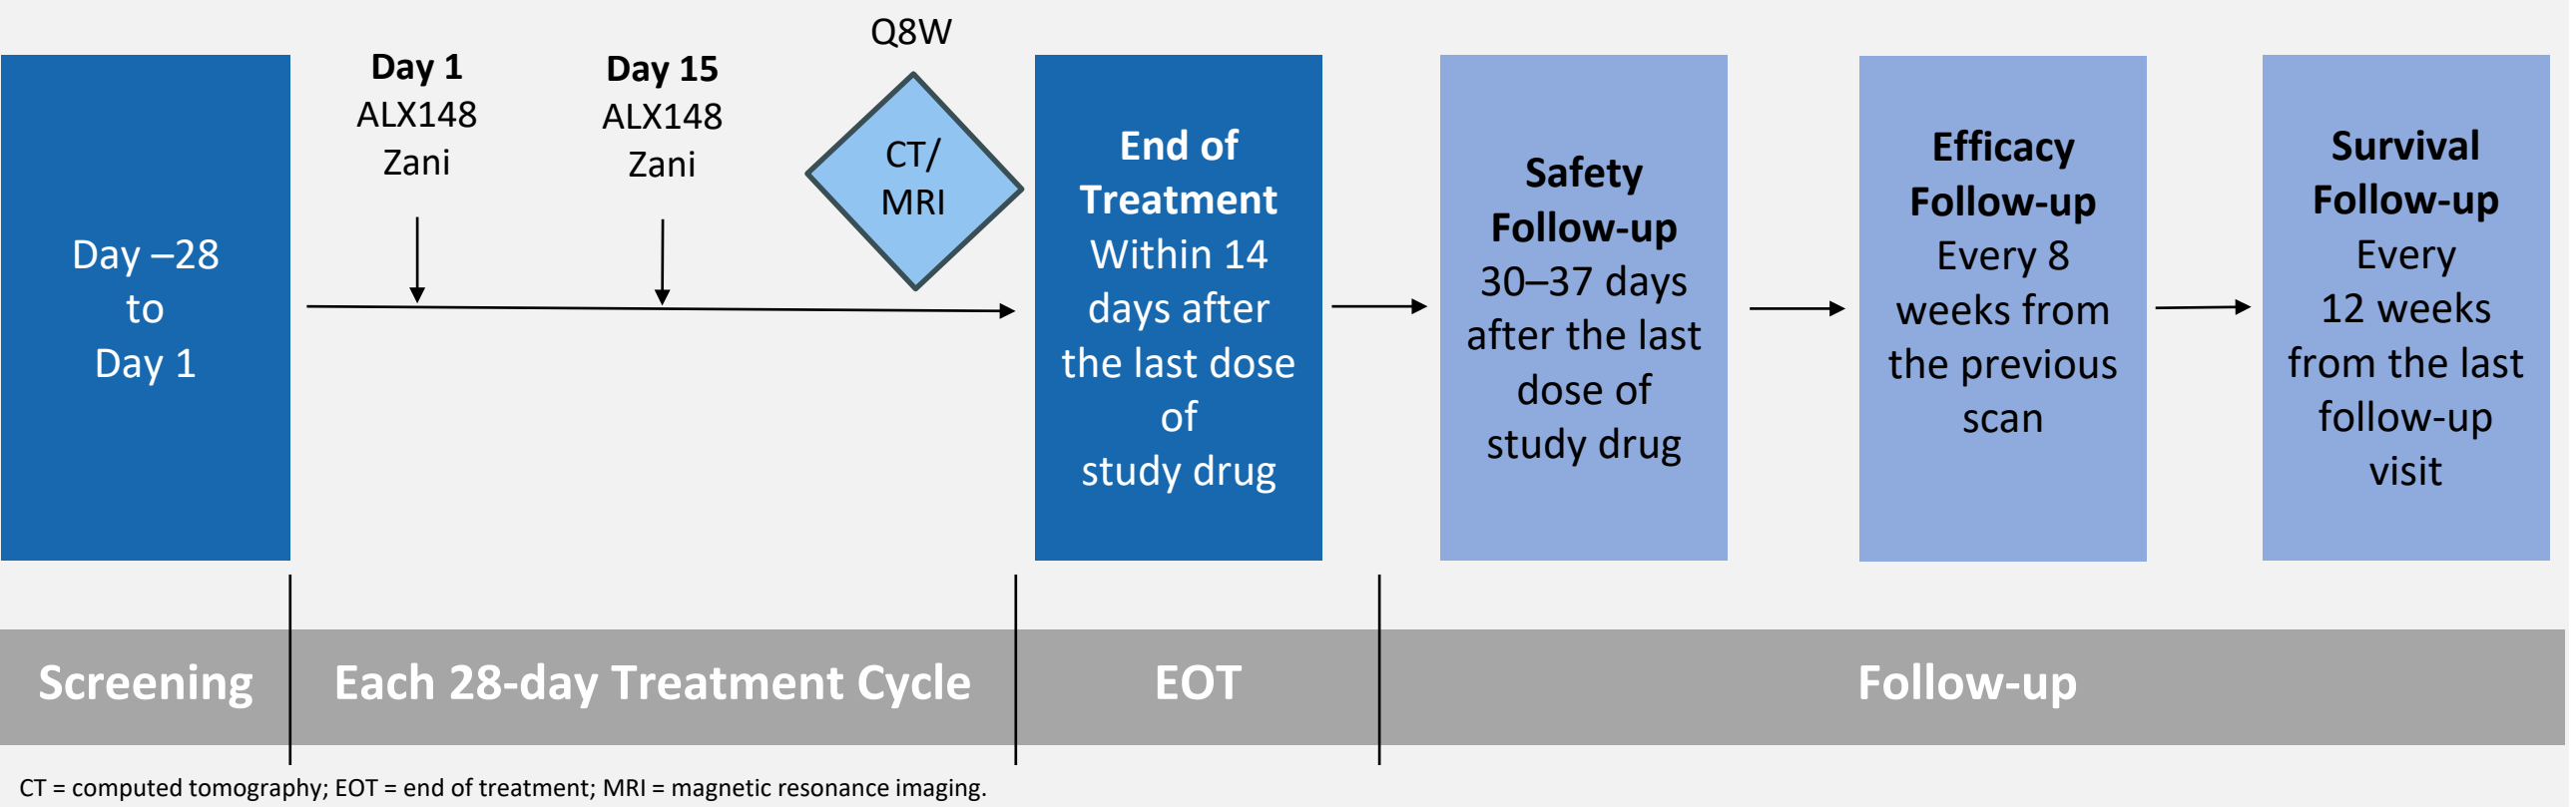 Day –28
to
Day 1
Day 1
ALX148
Zani
Day 15
ALX148
Zani
Q8W
CT/
MRI
End of
Treatment
Within 14
days after
the last dose
of
study drug
Safety
Follow-up
30–37 days
after the last
dose of
study drug
Efficacy
Follow-up
Every 8
weeks from
the previous
scan
Survival
Follow-up
Every
12 weeks
from the last
follow-up
visit
Screening
Each 28-day Treatment Cycle
EOT
Follow-up
CT = computed tomography; EOT = end of treatment; MRI = magnetic resonance imaging.